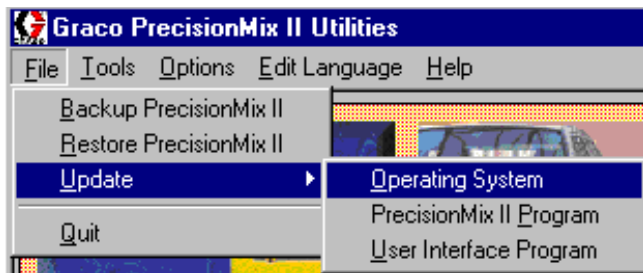 Graco PrecisionMix II Utilities
File Tools Options Edit Language Help
Backup PrecisionMix II
Restore PrecisionMix II
Update
Operating System
PrecisionMix II Program
User Interface Program
Quit